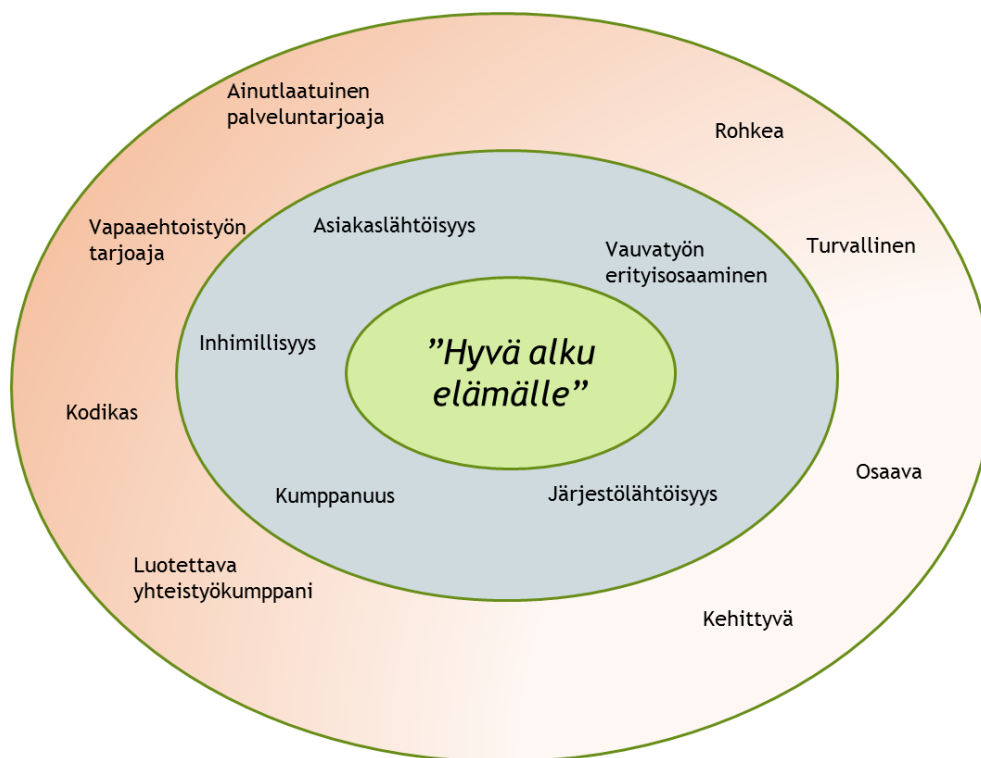 Ainutlaatuinen
palveluntarjoaja
Rohkea
Vapaaehtoistyön
tarjoaja
Asiakaslähtöisyys
Vauvatyön
erityisosaaminen
Turvallinen
Inhimillisyys
”Hyvä alku
elämälle”
Kodikas
Kumppanuus
Järjestölähtöisyys
Osaava
Luotettava
yhteistyökumppani
Kehittyvä